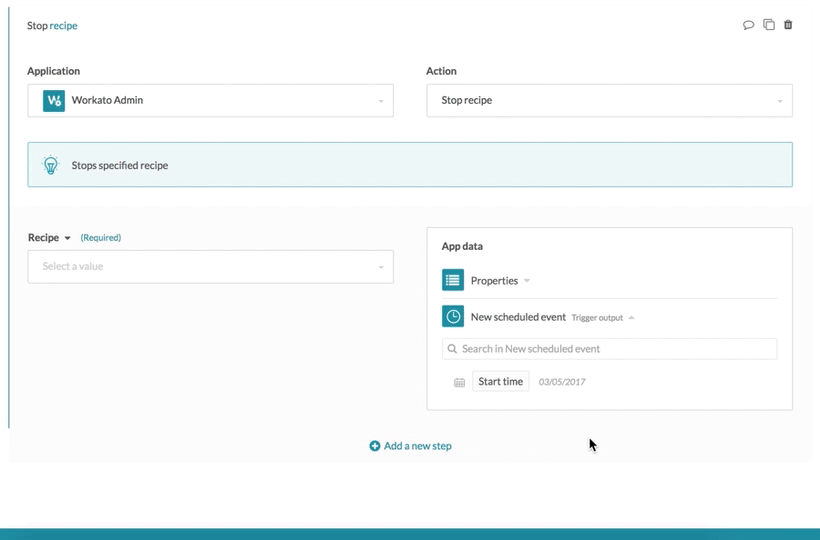 Stop recipe
Application
Action
Workato Admin
Stop recipe
Stops specified recipe
Recipe (Required)
Select a value
App data
Properties
New scheduled event Trigger output
Search in New scheduled event
Start time 03/05/2017
Add a new step